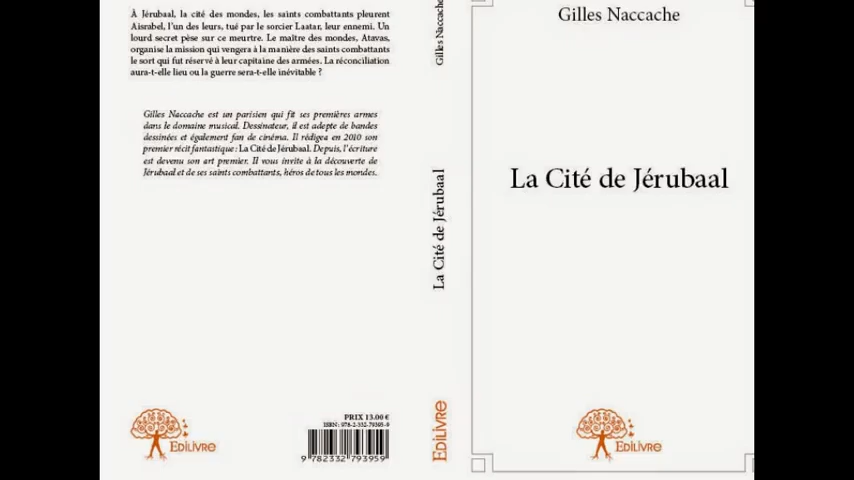 À Jérubaal, la cité des mondes, les saints combattants pleurent
Aisrabel, l'un des leurs, tué par le sorcier Laatar, leur ennemi. Un
lourd secret pèse sur ce meurtre. Le maître des mondes, Atavas,
organise la mission qui vengera à la manière des saints combattants
le sort qui fut réservé à leur capitaine des armées. La réconciliation
aura-t-elle lieu ou la guerre sera-t-elle inévitable ?
Gilles Naccache est un parisien qui fit ses premières armes
dans le domaine musical. Dessinateur, il est adepte de bandes
dessinées et également fan de cinéma. Il rédigea en 2010 son
premier récit fantastique : La Cité de Jérubaal. Depuis, l'écriture
est devenu son art premier. Il vous invite à la découverte de
Jérubaal et de ses saints combattants, héros de tous les mondes.
EDILIVRE
PRIX 13.00 €
ISBN : 978-2-332-79395-9
9 782332 793959
Gilles Naccache
La Cité de Jérubaal
EDILIVRE
Gilles Naccache
La Cité de Jérubaal
EDILIVRE